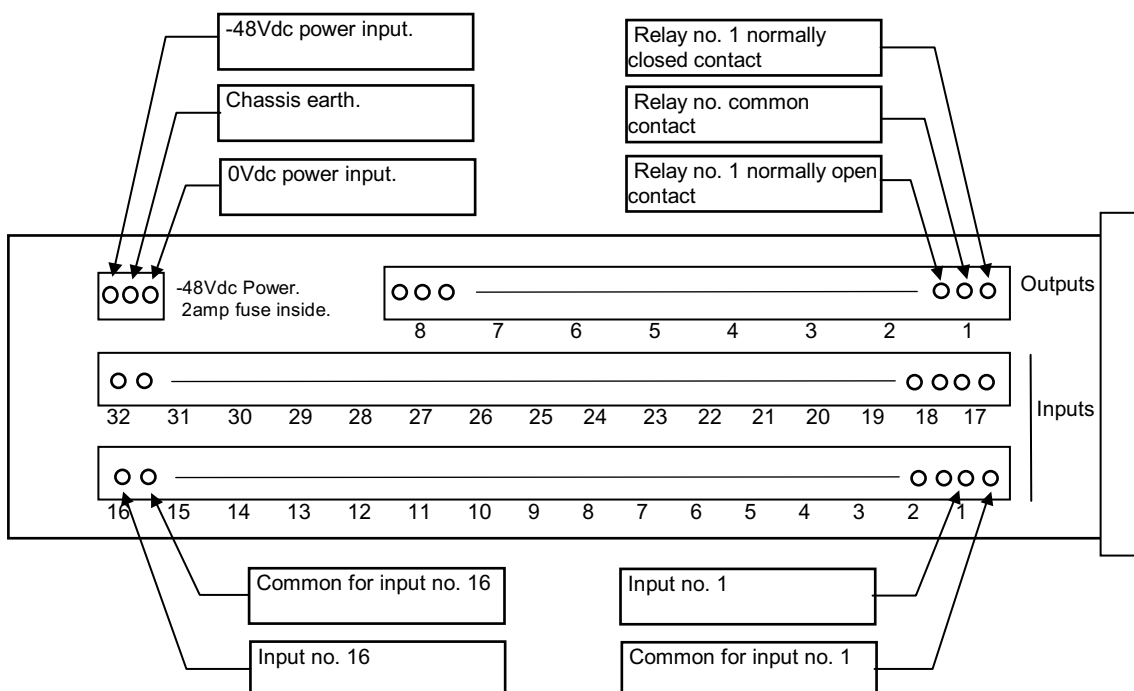 -48Vdc power input.
Relay no. 1 normally
closed contact
Chassis earth.
Relay no. common
contact
0Vdc power input.
Relay no. 1 normally open
contact
-48Vdc Power.
2amp fuse inside.
Outputs
8 7 6 5 4 3 2 1
32 31 30 29 28 27 26 25 24 23 22 21 20 19 18 17
Inputs
16 15 14 13 12 11 10 9 8 7 6 5 4 3 2 1
Common for input no. 16
Input no. 1
Input no. 16
Common for input no. 1